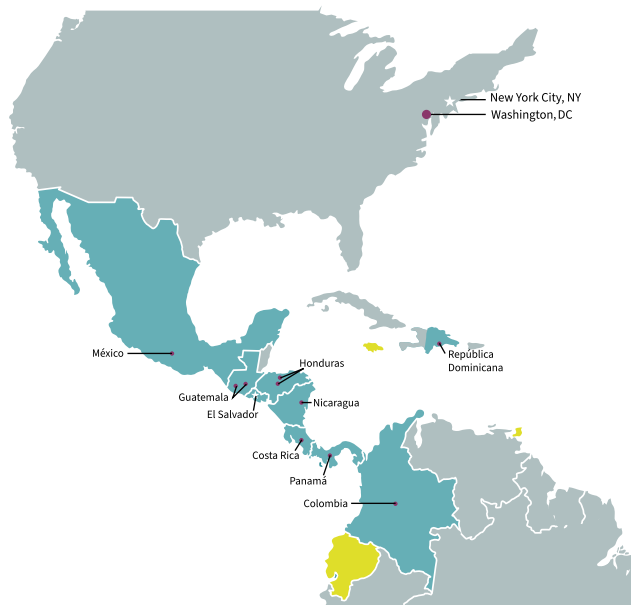 New York City, NY
Washington, DC
México
República
Dominicana
Honduras
Guatemala
El Salvador
Nicaragua
Costa Rica
Panamá
Colombia